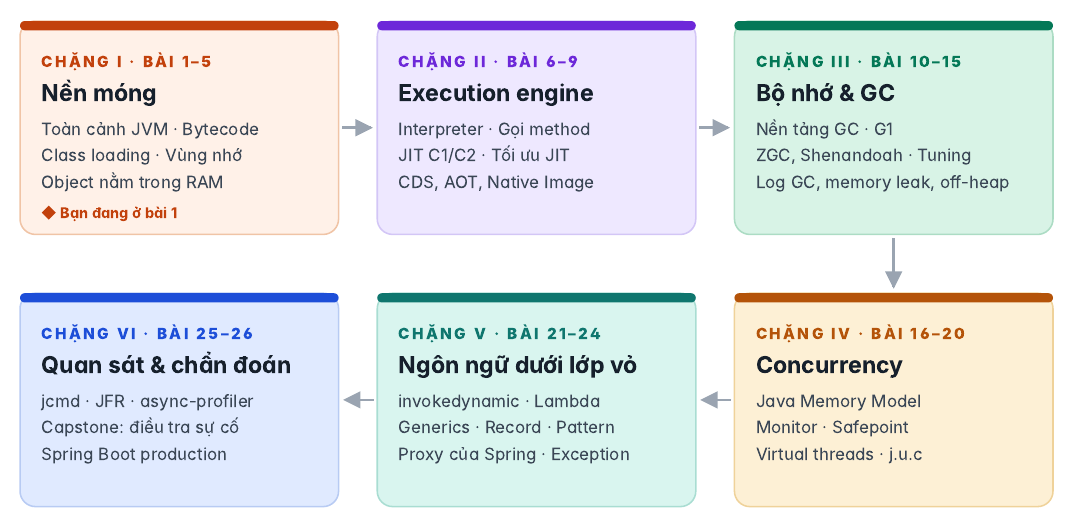 CHẶNG I · BÀI 1–5
Nền móng
Toàn cảnh JVM · Bytecode
Class loading · Vùng nhớ
Object nằm trong RAM
◆ Bạn đang ở bài 1
CHẶNG II · BÀI 6–9
Execution engine
Interpreter · Gọi method
JIT C1/C2 · Tối ưu JIT
CDS, AOT, Native Image
CHẶNG III · BÀI 10–15
Bộ nhớ & GC
Nền tảng GC · G1
ZGC, Shenandoah · Tuning
Log GC, memory leak, off-heap
CHẶNG IV · BÀI 16–20
Concurrency
Java Memory Model
Monitor · Safepoint
Virtual threads · j.u.c
CHẶNG V · BÀI 21–24
Ngôn ngữ dưới lớp vỏ
invokedynamic · Lambda
Generics · Record · Pattern
Proxy của Spring · Exception
CHẶNG VI · BÀI 25–26
Quan sát & chẩn đoán
jcmd · JFR · async-profiler
Capstone: điều tra sự cố
Spring Boot production